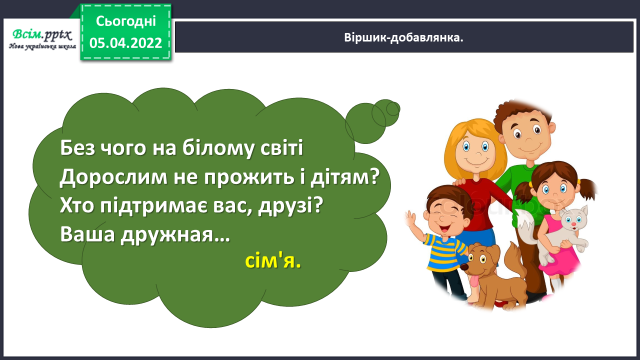 Всім.pptx
Нова українська школа
Сьогодні
05.04.2022
Віршик-добавлянка.
Без чого на білому світі
Дорослим не прожить і дітям?
Хто підтримає вас, друзі?
Ваша дружная...
сім'я.